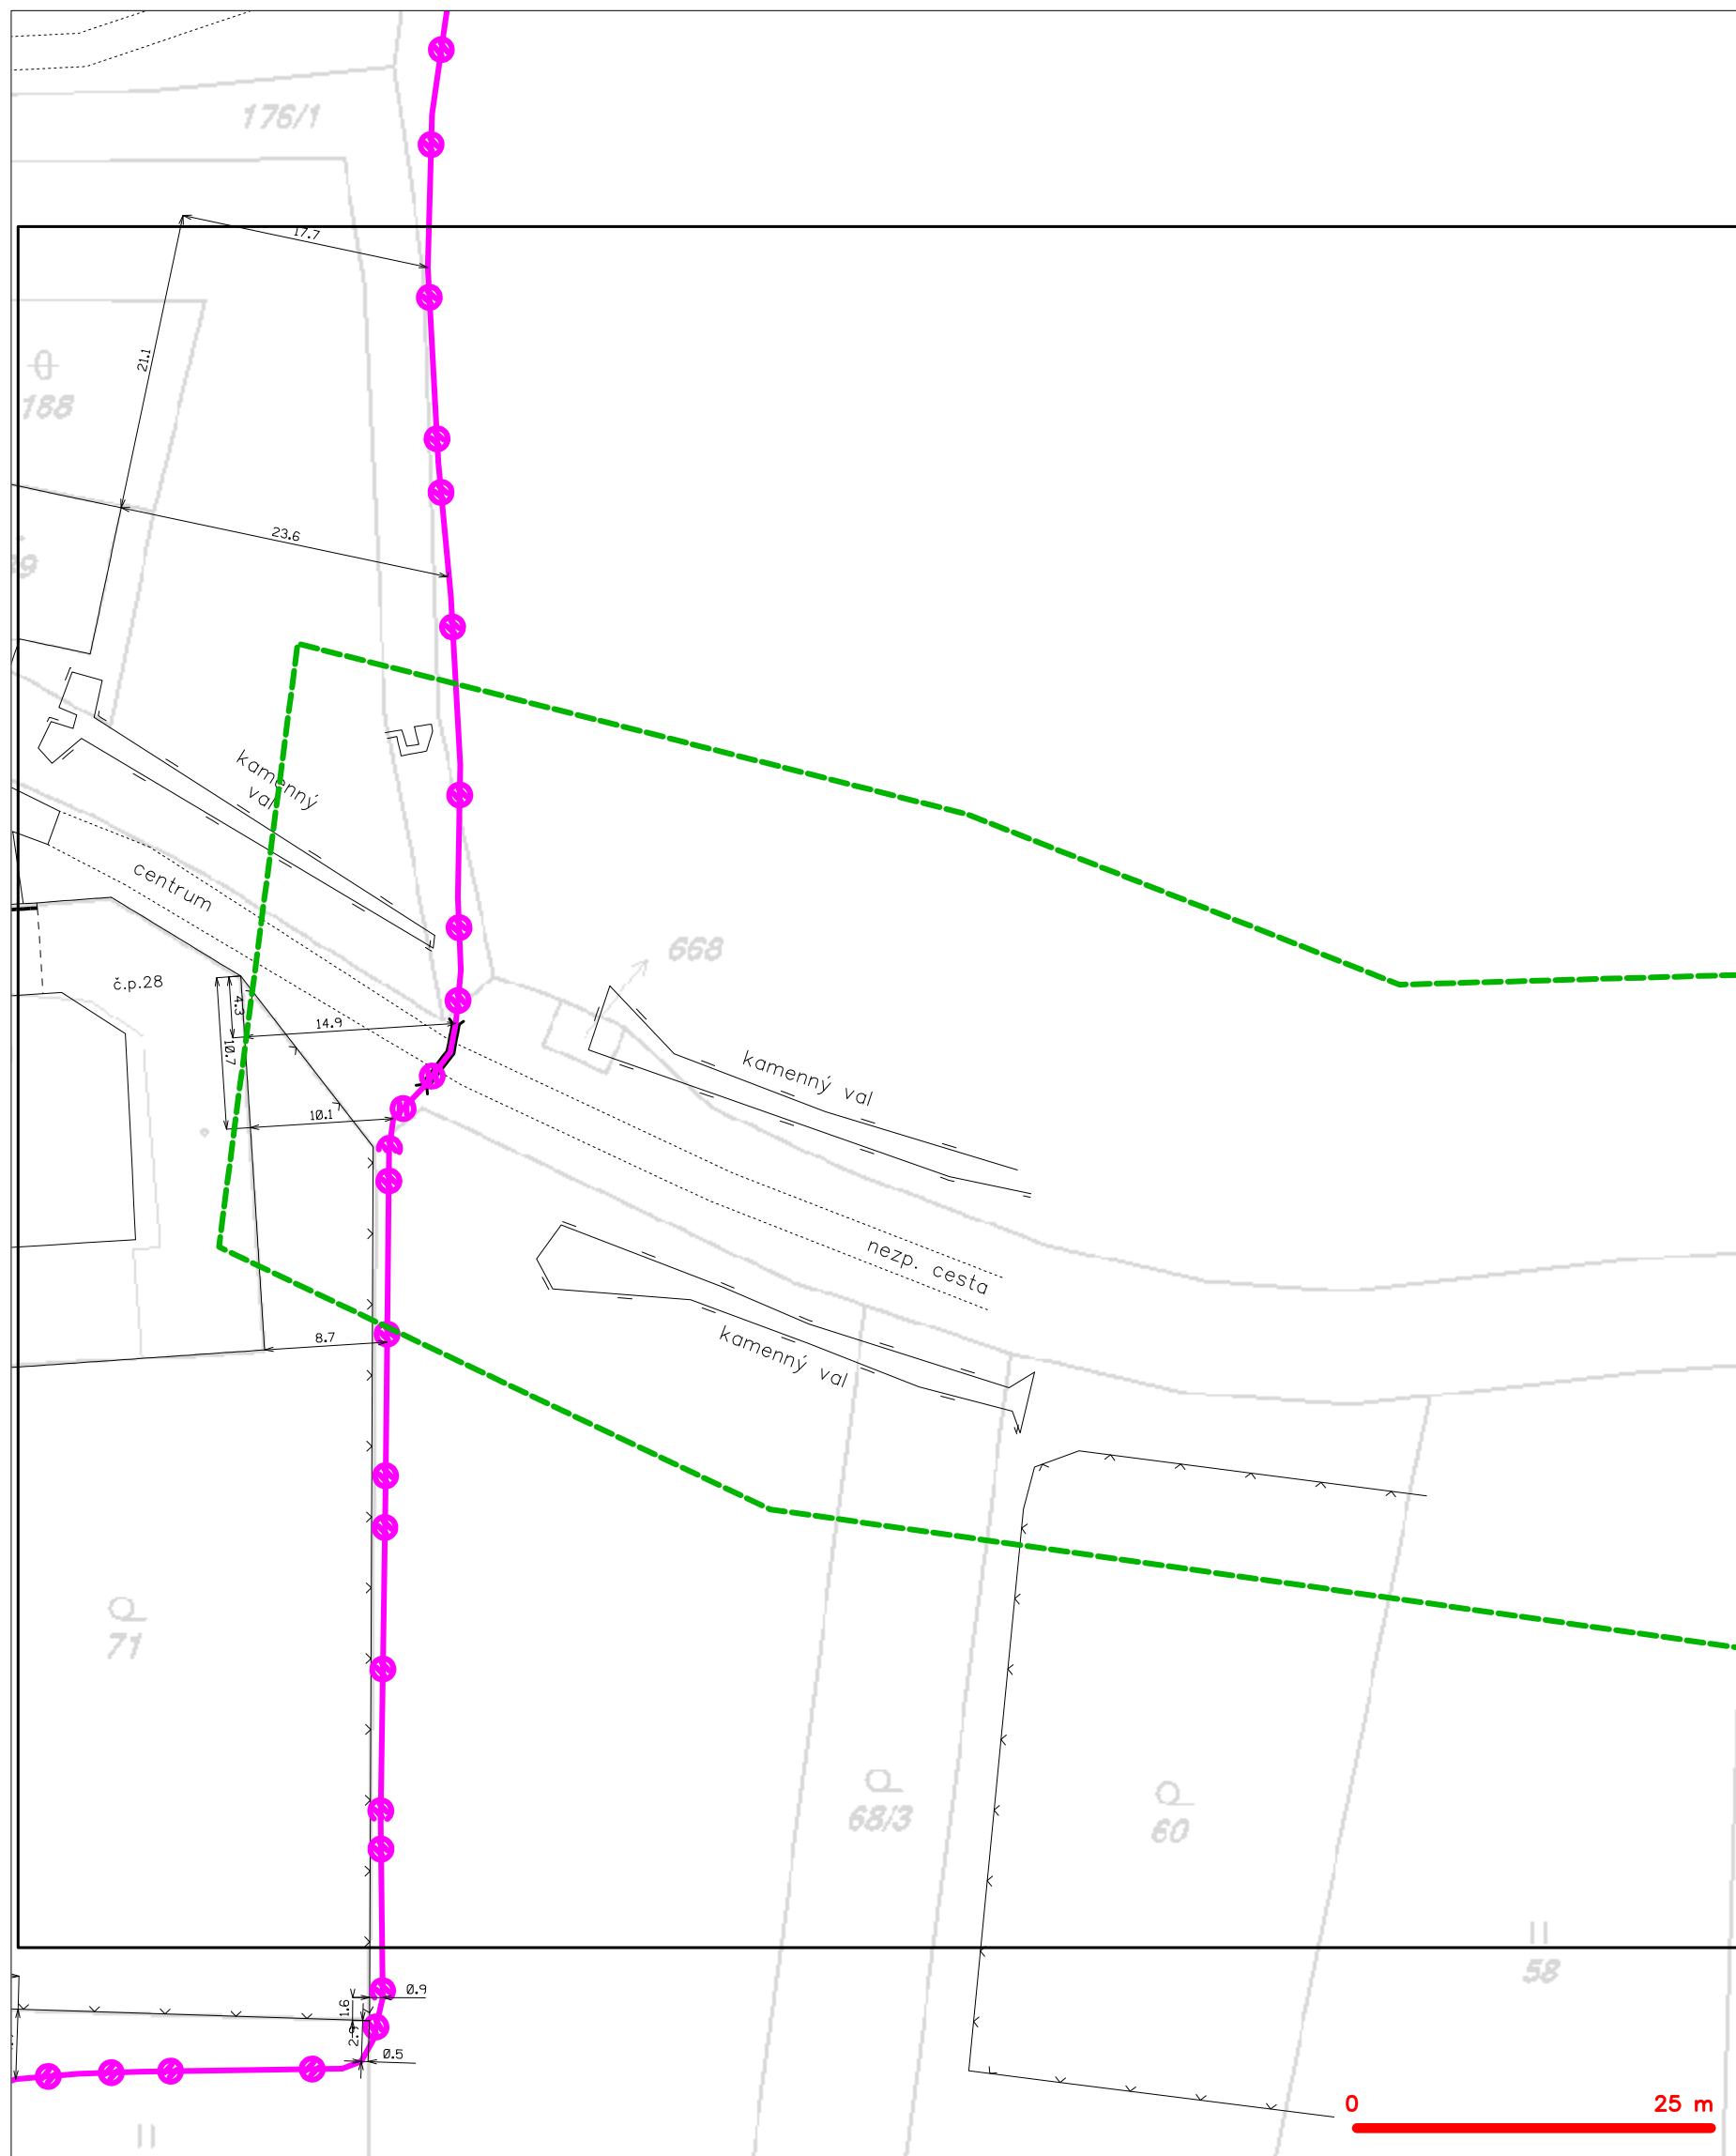 176/1
17.7
21.1
188
23.6
9
kamenný
val
centrum
668
č.p.28
4.3
14.9
10.7
kamenný val
10.1
nezp. cesta
8.7
kamenný val
71
68/3
60
58
0.9
1.6
2.9
0.5
0 25 m